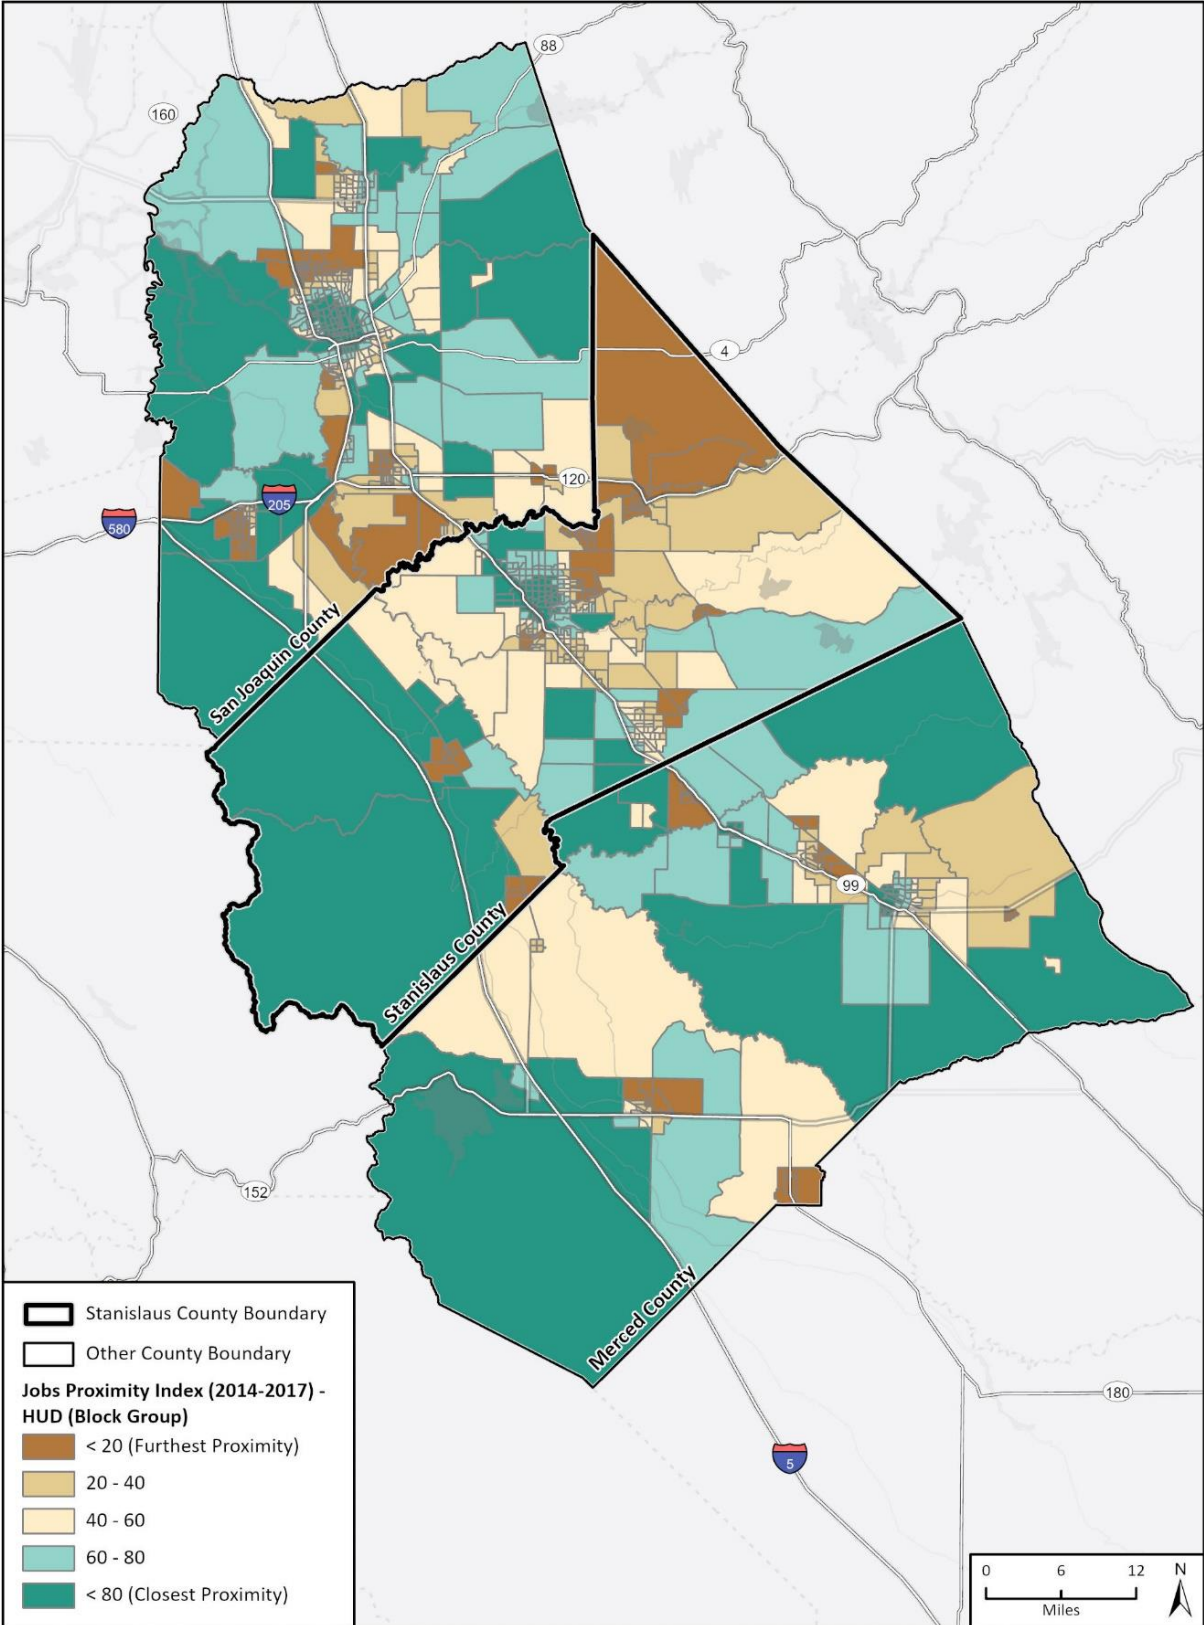 88
160
4
120
205
580
San Joaquin County
99
Stanislaus County
152
Merced County
180
5
Stanislaus County Boundary
Other County Boundary
Jobs Proximity Index (2014-2017) -
HUD (Block Group)
< 20 (Furthest Proximity)
20 - 40
40 - 60
60 - 80
< 80 (Closest Proximity)
0 6 12 N
Miles